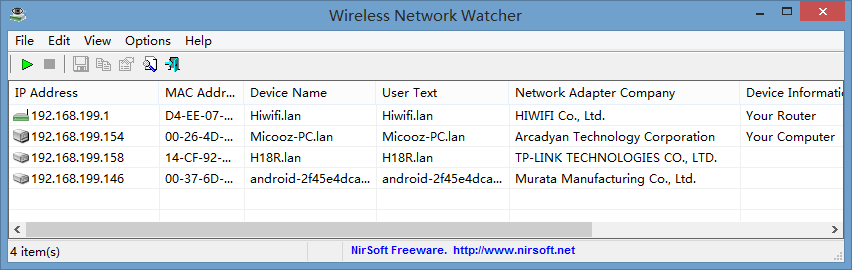 Wireless Network Watcher
File Edit View Options Help
IP Address MAC Addr... Device Name User Text Network Adapter Company Device Informatio
192.168.199.1 D4-EE-07-... Hiwifi.lan Hiwifi.lan HIWIFI Co., Ltd. Your Router
192.168.199.154 00-26-4D-... Micooz-PC.lan Micooz-PC.lan Arcadyan Technology Corporation Your Computer
192.168.199.158 14-CF-92-... H18R.lan H18R.lan TP-LINK TECHNOLOGIES CO., LTD.
192.168.199.146 00-37-6D-... android-2f45e4dca... android-2f45e4dca... Murata Manufacturing Co., Ltd.
4 item(s) NirSoft Freeware. http://www.nirsoft.net